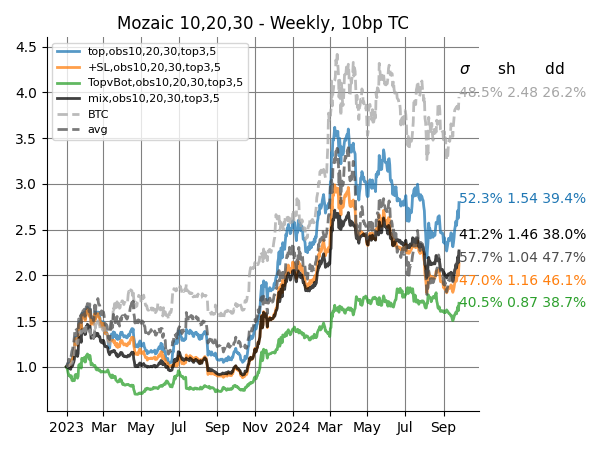 Mozaic 10,20,30 - Weekly, 10bp TC
top,obs10,20,30,top3,5
+SL,obs10,20,30,top3,5
TopvBot,obs10,20,30,top3,5
mix,obs10,20,30,top3,5
BTC
avg
σ sh dd
48.5% 2.48 26.2%
52.3% 1.54 39.4%
41.2% 1.46 38.0%
57.7% 1.04 47.7%
47.0% 1.16 46.1%
40.5% 0.87 38.7%
4.5
4.0
3.5
3.0
2.5
2.0
1.5
1.0
2023 Mar May Jul Sep Nov 2024 Mar May Jul Sep